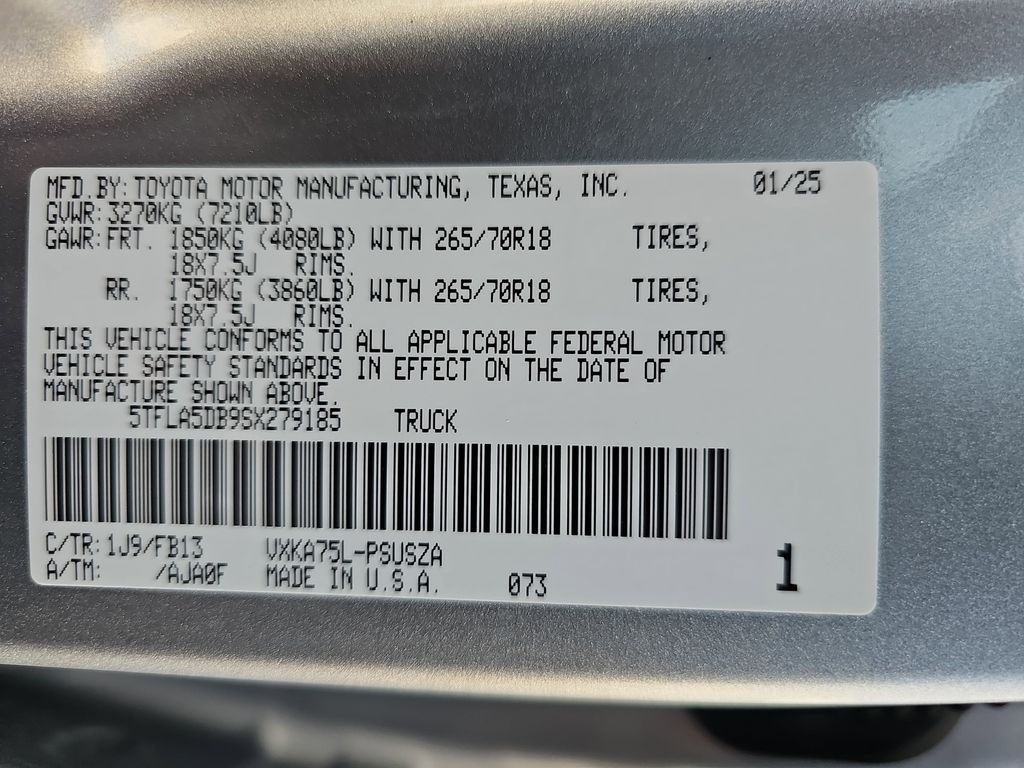 MFD.BY: TOYOTA MOTOR MANUFACTURING, TEXAS, INC. 01/25
GVWR: 3270KG (7210LB)
GAWR: FRT. 1850KG (4080LB) WITH 265/70R18 TIRES,
18X7.5J RIMS.
RR. 1750KG (3860LB) WITH 265/70R18 TIRES,
18X7.5J RIMS.
THIS VEHICLE CONFORMS TO ALL APPLICABLE FEDERAL MOTOR
VEHICLE SAFETY STANDARDS IN EFFECT ON THE DATE OF
MANUFACTURE SHOWN ABOVE.
5TFLA5DB9SX279185 TRUCK
C/TR: 1J9/FB13 VXKA75L-PSUSZA
A/TM: /AJA0F MADE IN U.S.A. 073 1